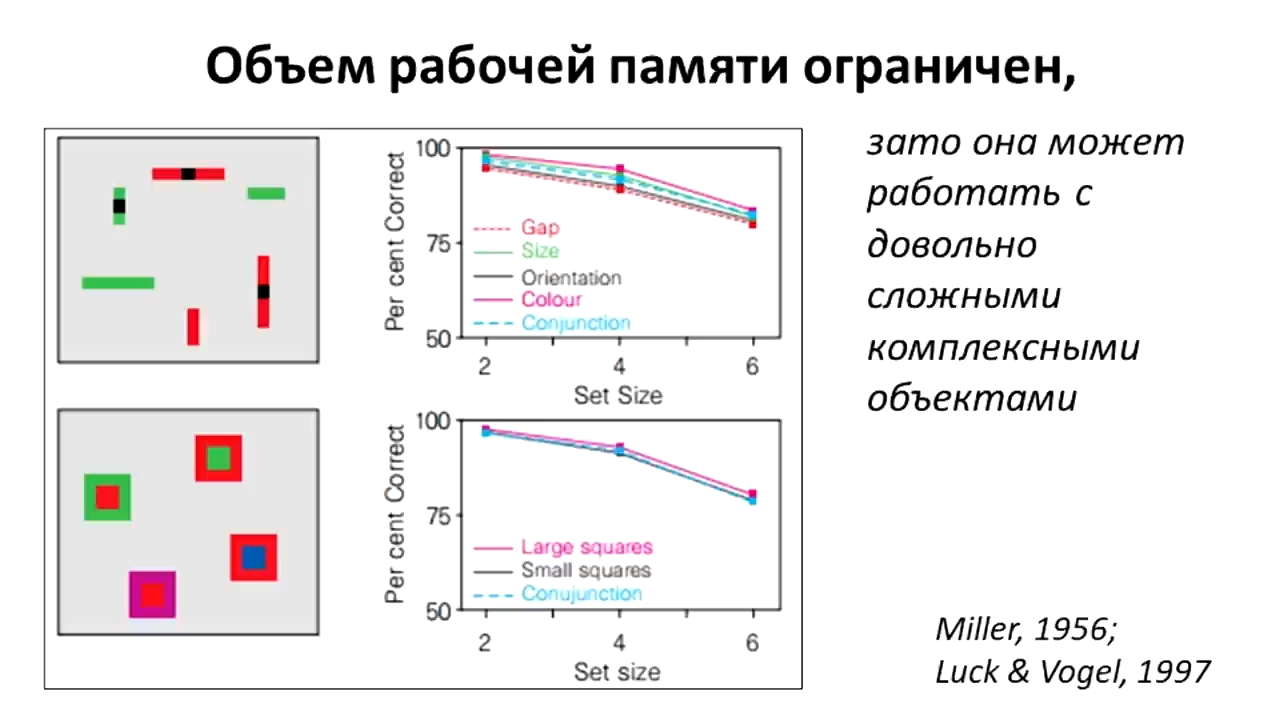 Объем рабочей памяти ограничен,
зато она может
работать с
довольно
сложными
комплексными
объектами
100
75
50
Per cent Correct
Gap
Size
Orientation
Colour
Conjunction
2 4 6
Set Size
100
75
50
Per cent Correct
Large squares
Small squares
Conujunction
2 4 6
Set size
Miller, 1956;
Luck & Vogel, 1997